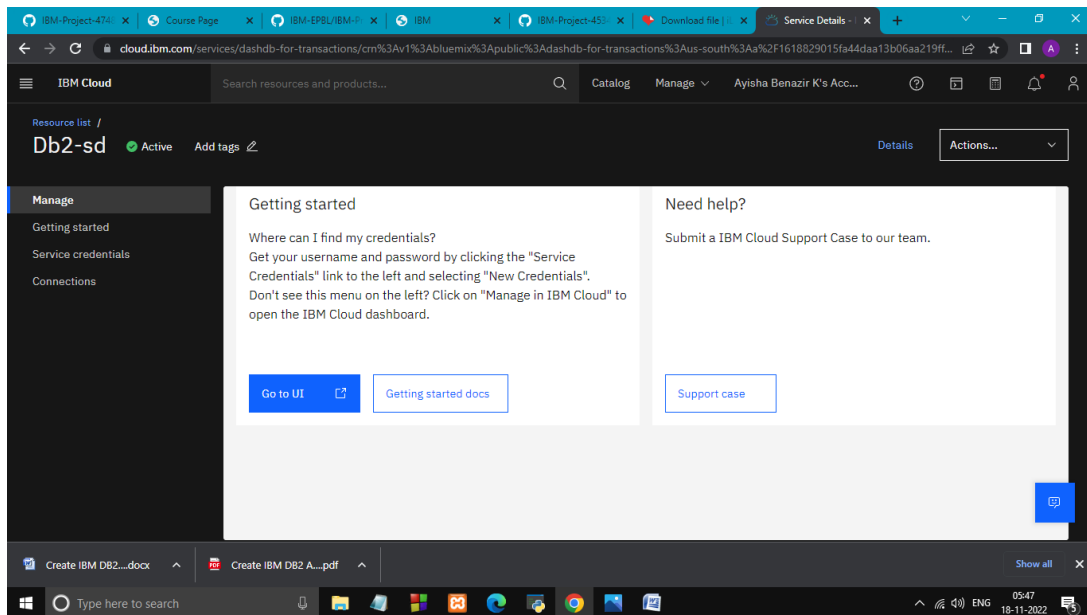 IBM-Project-474
Course Page
IBM-EPBL/IBM-P
IBM
IBM-Project-453
Download file | i
Service Details -
cloud.ibm.com/services/dashdb-for-transactions/crn%3Av1%3Abluemix%3Apublic%3Adashdb-for-transactions%3Aus-south%3Aa%2F1618829015fa44daa13b06aa219ff...
A
IBM Cloud
Search resources and products...
Catalog
Manage
Ayisha Benazir K's Acc...
Resource list /
Db2-sd
Active
Add tags
Details
Actions...
Manage
Getting started
Service credentials
Connections
Getting started
Where can I find my credentials?
Get your username and password by clicking the "Service
Credentials" link to the left and selecting "New Credentials".
Don't see this menu on the left? Click on "Manage in IBM Cloud" to
open the IBM Cloud dashboard.
Go to UI
Getting started docs
Need help?
Submit a IBM Cloud Support Case to our team.
Support case
Create IBM DB2....docx
Create IBM DB2 A....pdf
Show all
Type here to search
ENG
05:47
18-11-2022